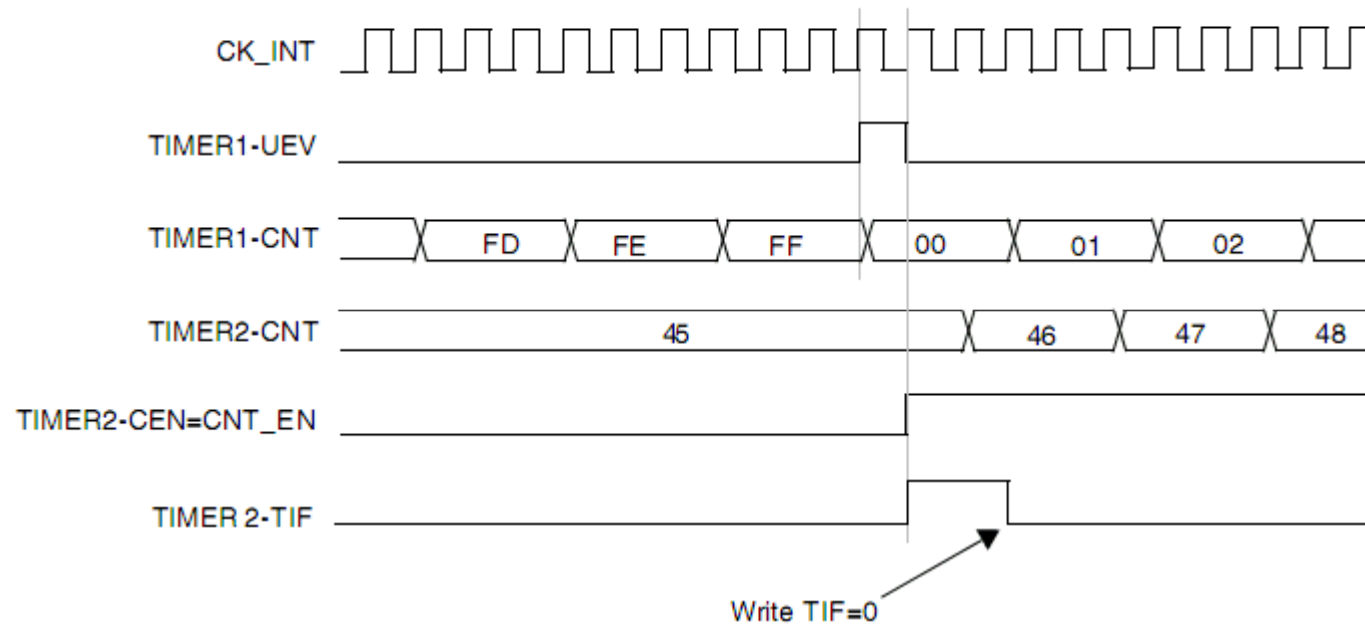 CK_INT
TIMER1-UEV
TIMER1-CNT FD FE FF 00 01 02
TIMER2-CNT 45 46 47 48
TIMER2-CEN=CNT_EN
TIMER 2-TIF
Write TIF=0